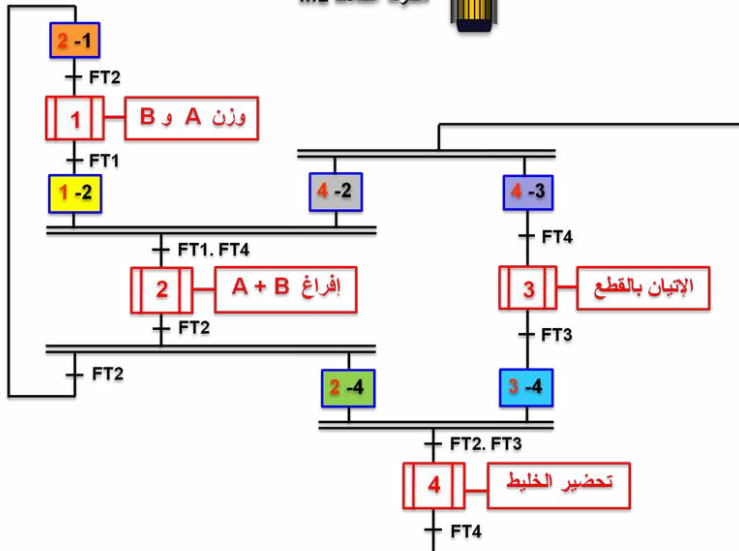 2 -1
FT2
1
وزن A و B
FT1
1 -2
4 -2
4 -3
FT1. FT4
FT4
2
إفراغ A + B
3
الإتيان بالقطع
FT2
FT3
FT2
2 -4
3 -4
FT2. FT3
4
تحضير الخليط
FT4